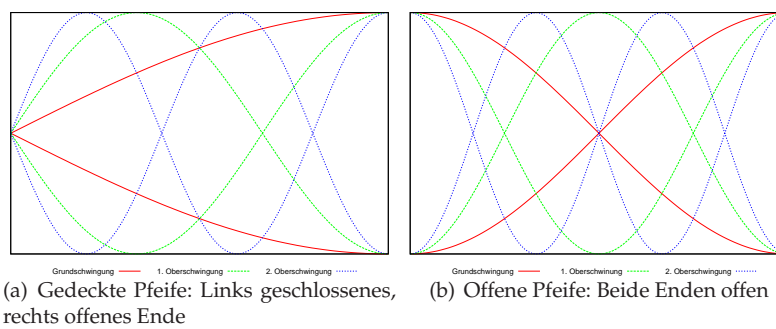 Grundschwingung 1. Oberschwingung 2. Oberschwingung
Grundschwingung 1. Oberschwingung 2. Oberschwingung
(a) Gedeckte Pfeife: Links geschlossenes,
rechts offenes Ende
(b) Offene Pfeife: Beide Enden offen